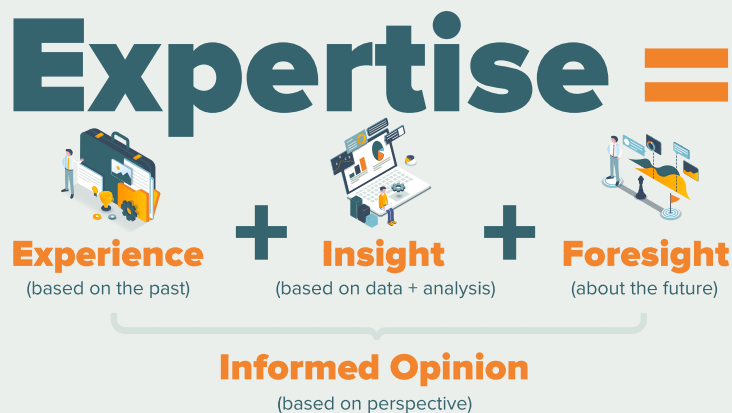 Expertise =
+ +
Experience Insight Foresight
(based on the past) (based on data + analysis) (about the future)
Informed Opinion
(based on perspective)